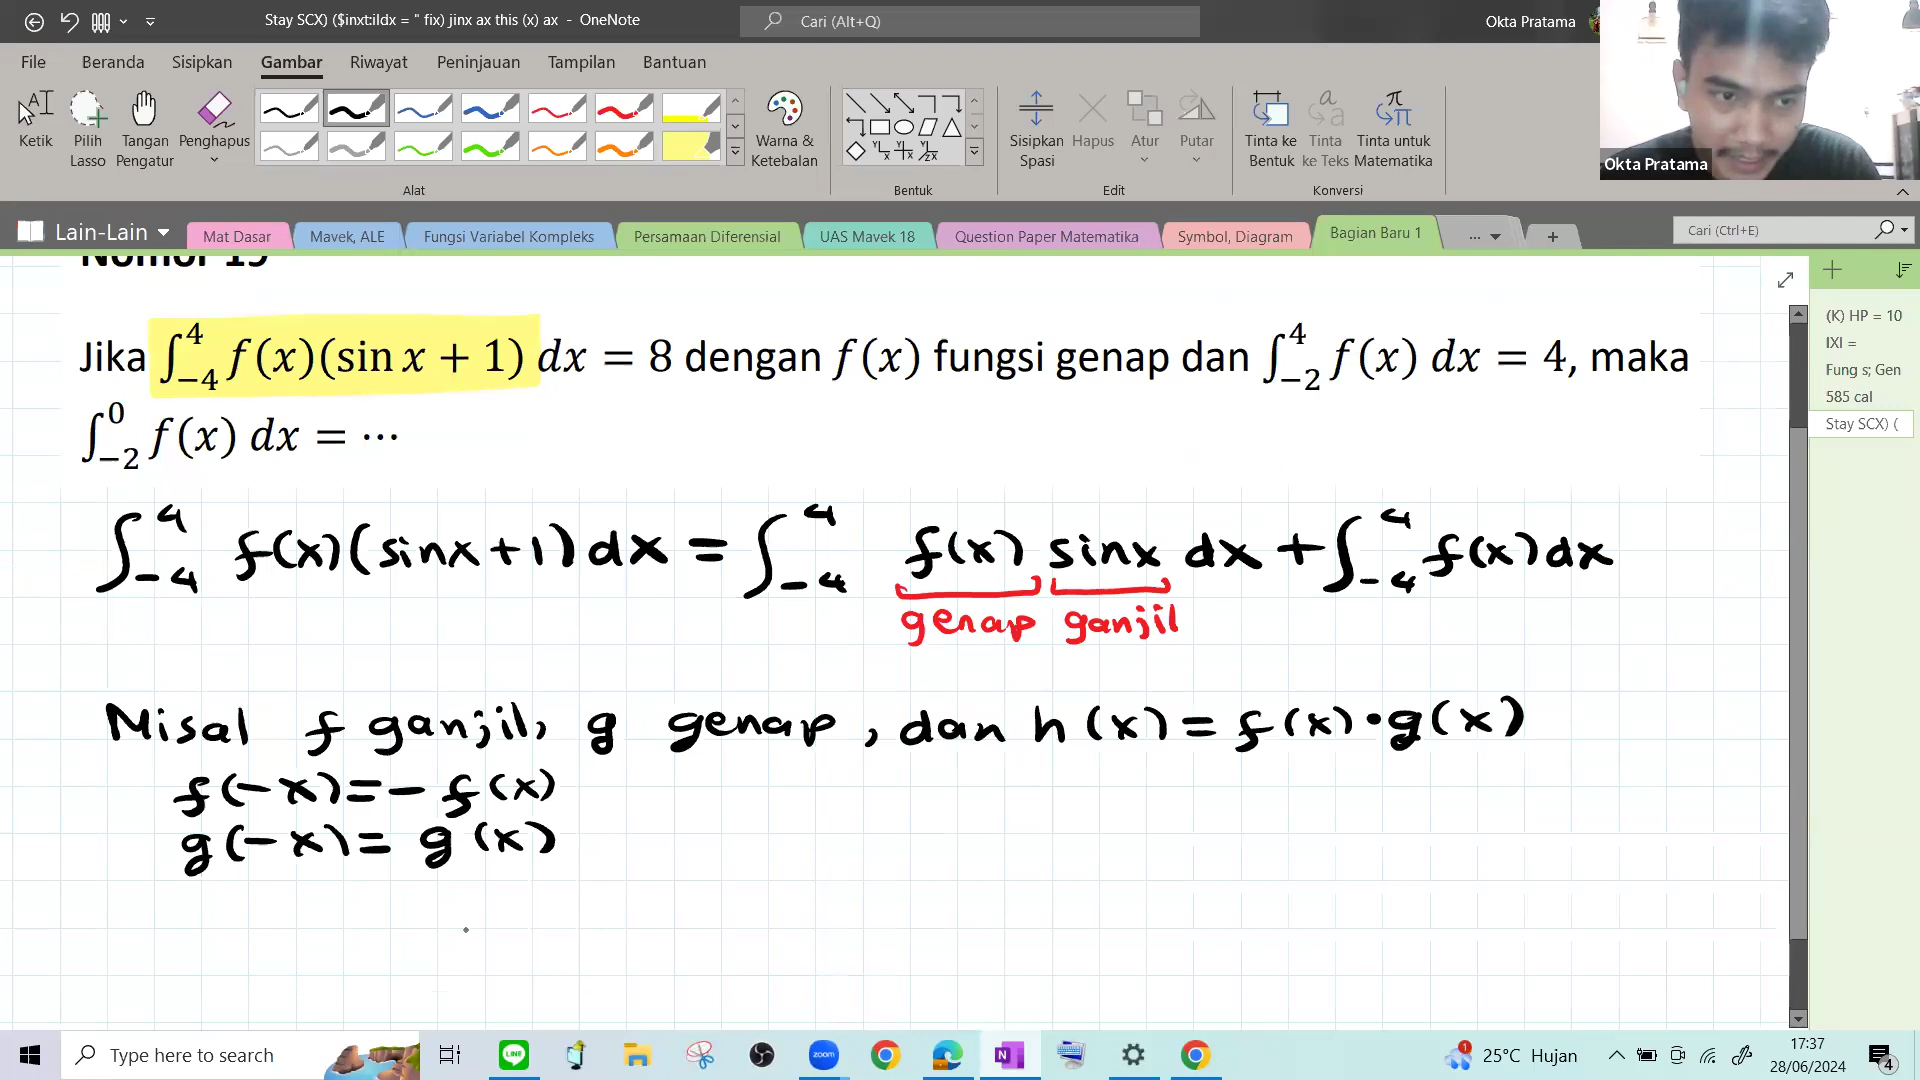 Stay SCX) ($inxt:ildx = " fix) jinx ax this (x) ax - OneNote
Cari (Alt+Q)
Okta Pratama
File Beranda Sisipkan Gambar Riwayat Peninjauan Tampilan Bantuan
Ketik
Pilih Lasso
Tangan Pengatur
Penghapus
Warna & Ketebalan
Sisipkan Spasi
Hapus
Atur
Putar
Tinta ke Bentuk
Tinta ke Teks
Tinta untuk Matematika
Alat
Bentuk
Edit
Konversi
Okta Pratama
Lain-Lain
Mat Dasar
Mavek, ALE
Fungsi Variabel Kompleks
Persamaan Diferensial
UAS Mavek 18
Question Paper Matematika
Symbol, Diagram
Bagian Baru 1
...
Cari (Ctrl+E)
Nomor 19
Jika ∫_{-4}^{4} f(x)(sin x + 1) dx = 8 dengan f(x) fungsi genap dan ∫_{-2}^{4} f(x) dx = 4, maka
∫_{-2}^{0} f(x) dx = ⋯
∫_{-4}^{4} f(x)(sinx+1)dx = ∫_{-4}^{4} f(x) sinx dx + ∫_{-4}^{4} f(x)dx
genap ganjil
Misal f ganjil, g genap, dan h(x) = f(x)•g(x)
f(-x) = - f(x)
g(-x) = g(x)
(K) HP = 10
IXI =
Fung s; Gen
585 cal
Stay SCX) (
Type here to search
zoom
25°C Hujan
17:37
28/06/2024
4